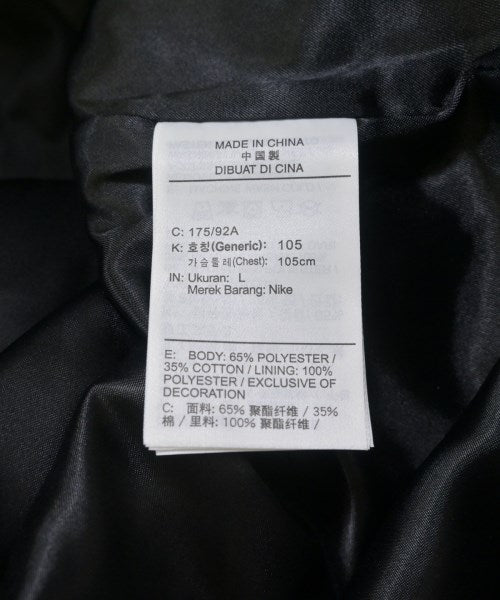 MADE IN CHINA
中国製
DIBUAT DI CINA
C: 175/92A
K: 호칭(Generic): 105
가슴둘레(Chest): 105cm
IN: Ukuran: L
Merek Barang: Nike
E: BODY: 65% POLYESTER /
35% COTTON / LINING: 100%
POLYESTER / EXCLUSIVE OF
DECORATION
C: 面料: 65% 聚酯纤维 / 35%
棉 / 里料: 100% 聚酯纤维 /